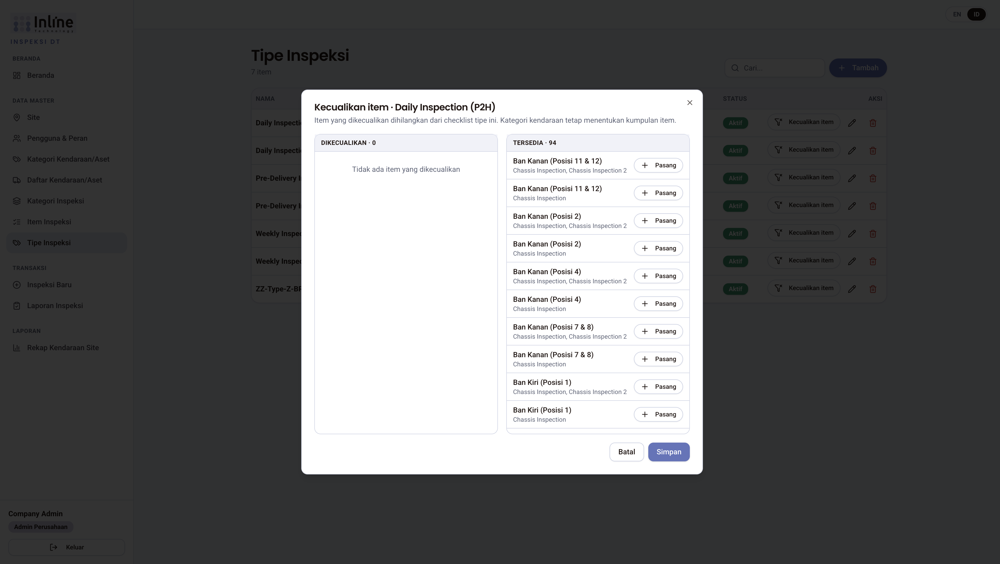 Inline
Technology
INSPEKSI DT
BERANDA
Beranda
DATA MASTER
Site
Pengguna & Peran
Kategori Kendaraan/Aset
Daftar Kendaraan/Aset
Kategori Inspeksi
Item Inspeksi
Tipe Inspeksi
TRANSAKSI
Inspeksi Baru
Laporan Inspeksi
LAPORAN
Rekap Kendaraan Site
Company Admin
Admin Perusahaan
Keluar
EN ID
Tipe Inspeksi
7 item
Cari...
Tambah
NAMA STATUS AKSI
Daily Inspecti Aktif Kecualikan item
Daily Inspecti Aktif Kecualikan item
Pre-Delivery I Aktif Kecualikan item
Pre-Delivery I Aktif Kecualikan item
Weekly Inspec Aktif Kecualikan item
Weekly Inspec Aktif Kecualikan item
ZZ-Type-Z-BR Aktif Kecualikan item
Kecualikan item · Daily Inspection (P2H)
Item yang dikecualikan dihilangkan dari checklist tipe ini. Kategori kendaraan tetap menentukan kumpulan item.
DIKECUALIKAN · 0
Tidak ada item yang dikecualikan
TERSEDIA · 94
Ban Kanan (Posisi 11 & 12)
Chassis Inspection, Chassis Inspection 2
Pasang
Ban Kanan (Posisi 11 & 12)
Chassis Inspection
Pasang
Ban Kanan (Posisi 2)
Chassis Inspection, Chassis Inspection 2
Pasang
Ban Kanan (Posisi 2)
Chassis Inspection
Pasang
Ban Kanan (Posisi 4)
Chassis Inspection, Chassis Inspection 2
Pasang
Ban Kanan (Posisi 4)
Chassis Inspection
Pasang
Ban Kanan (Posisi 7 & 8)
Chassis Inspection, Chassis Inspection 2
Pasang
Ban Kanan (Posisi 7 & 8)
Chassis Inspection
Pasang
Ban Kiri (Posisi 1)
Chassis Inspection, Chassis Inspection 2
Pasang
Ban Kiri (Posisi 1)
Chassis Inspection
Pasang
Batal
Simpan